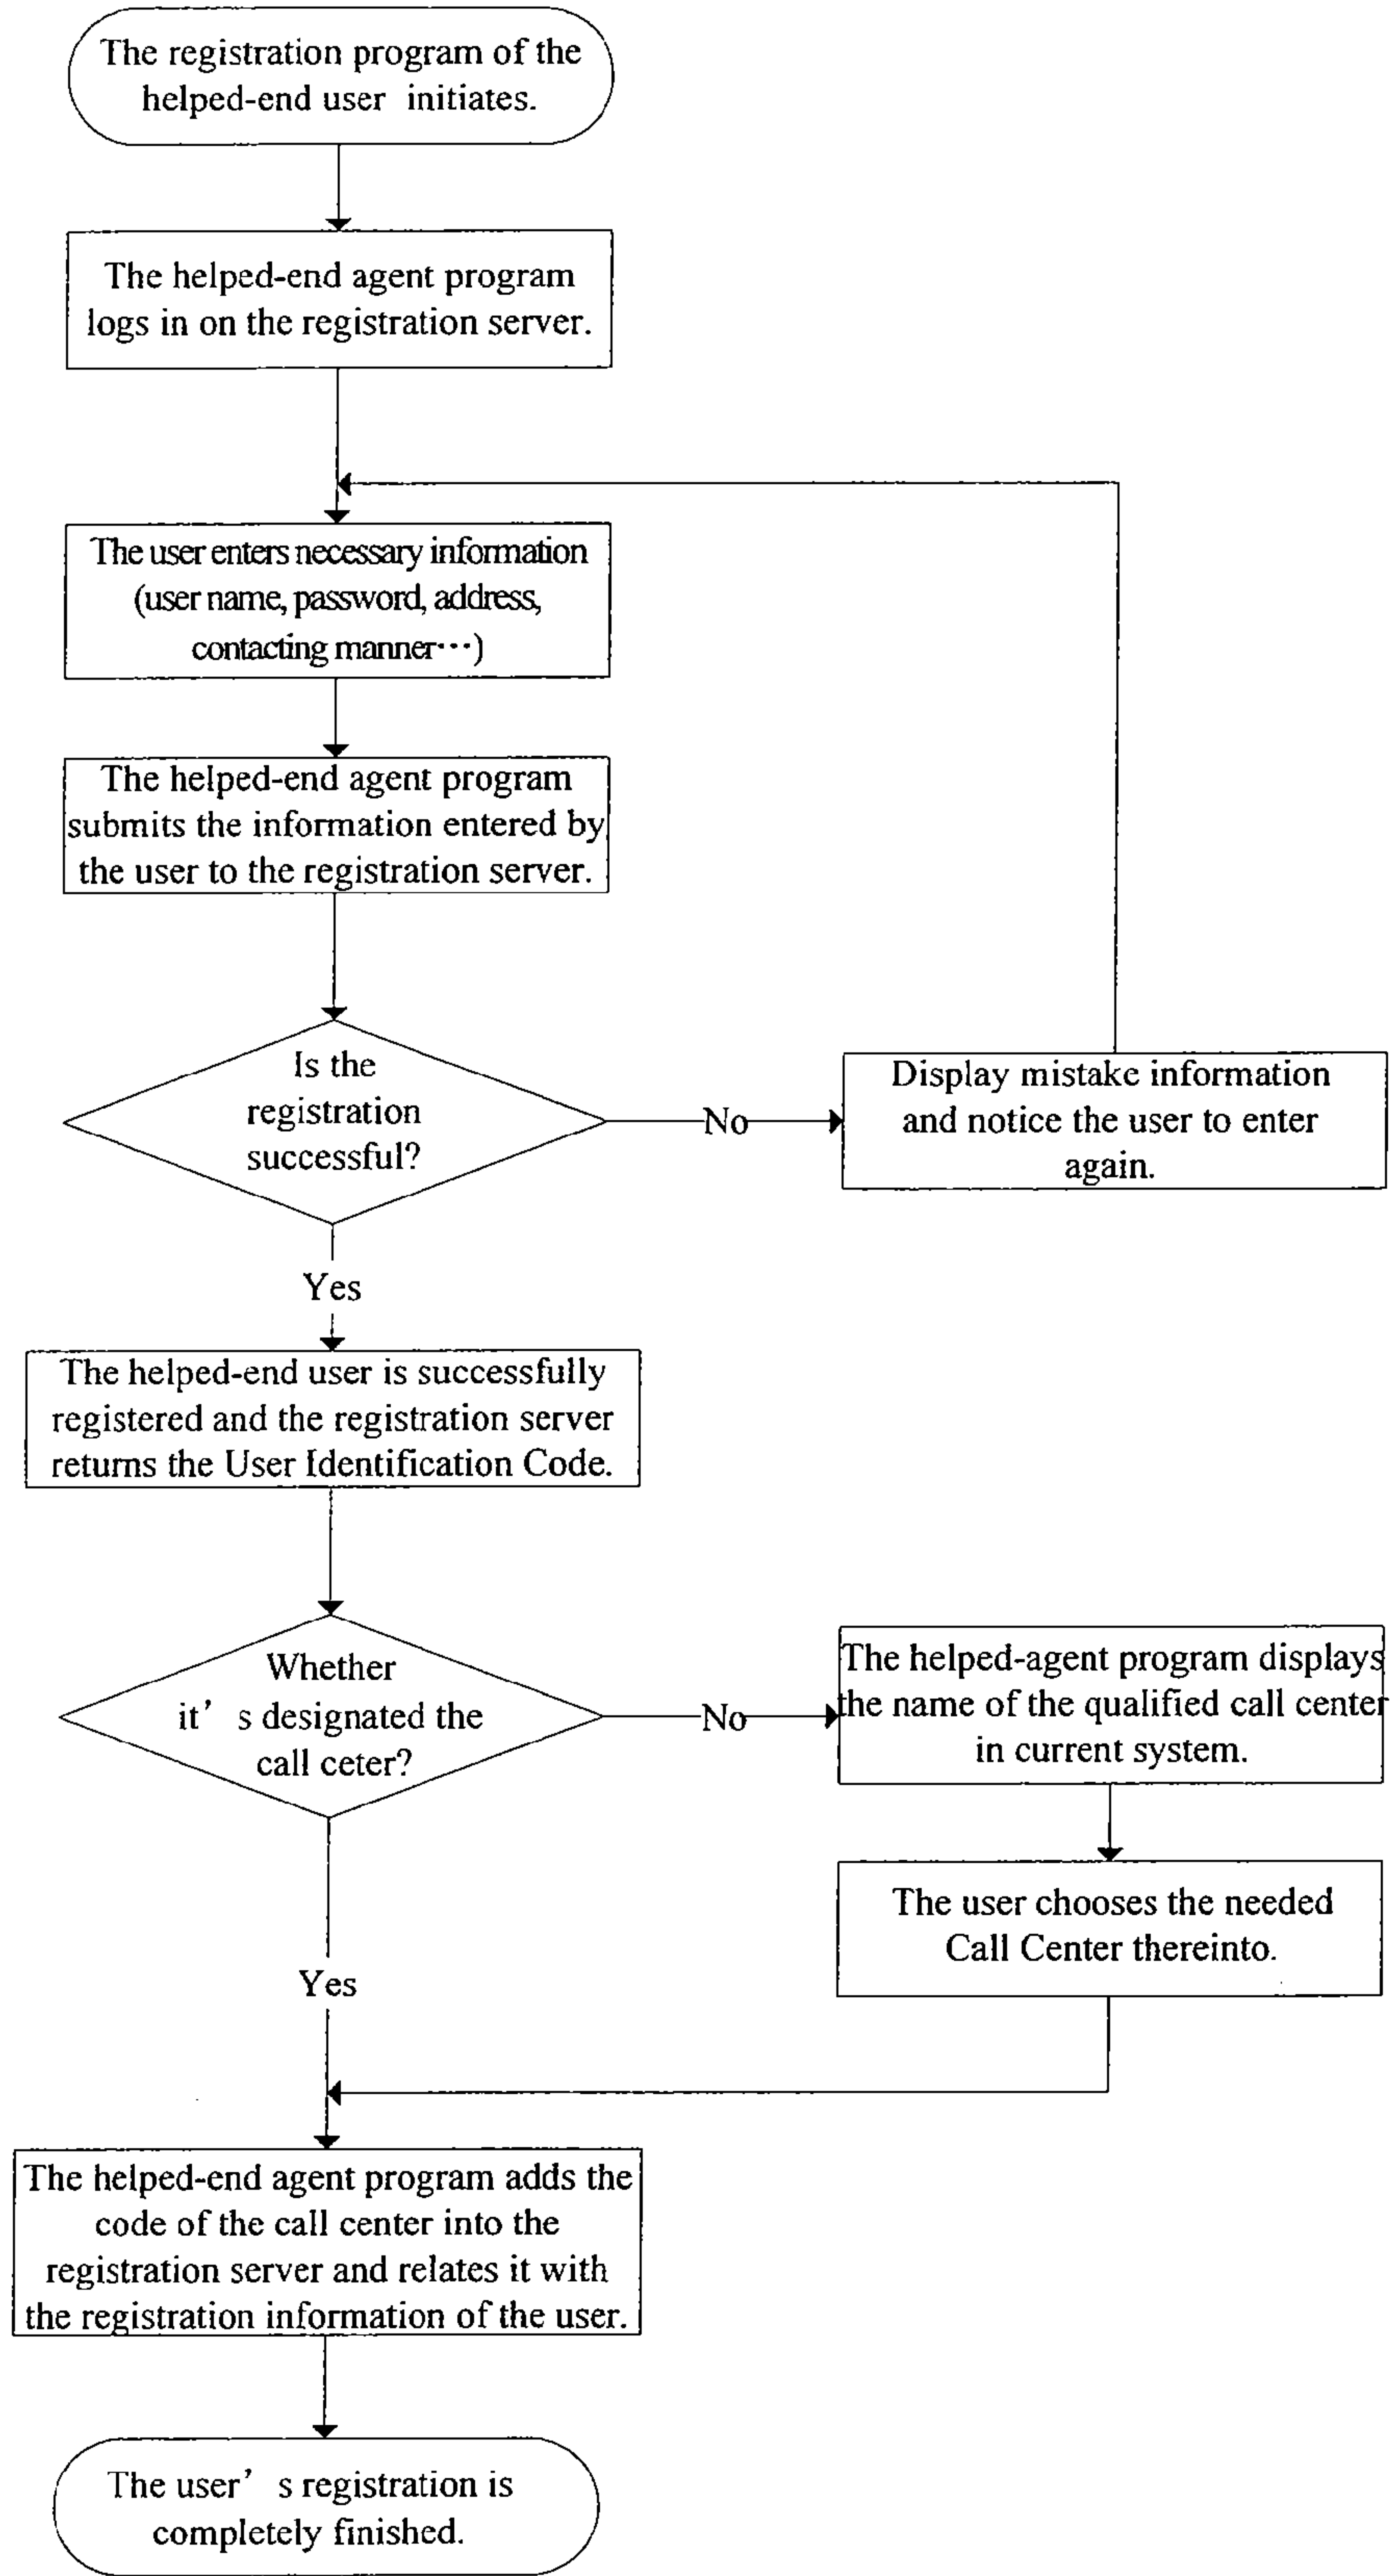 The registration program of the
helped-end user initiates.
The helped-end agent program
logs in on the registration server.
The user enters necessary information
(user name, password, address,
contacting manner⋯)
The helped-end agent program
submits the information entered by
the user to the registration server.
Is the
registration
successful?
No
Display mistake information
and notice the user to enter
again.
Yes
The helped-end user is successfully
registered and the registration server
returns the User Identification Code.
Whether
it’ s designated the
call ceter?
No
The helped-agent program displays
the name of the qualified call center
in current system.
The user chooses the needed
Call Center thereinto.
Yes
The helped-end agent program adds the
code of the call center into the
registration server and relates it with
the registration information of the user.
The user’ s registration is
completely finished.